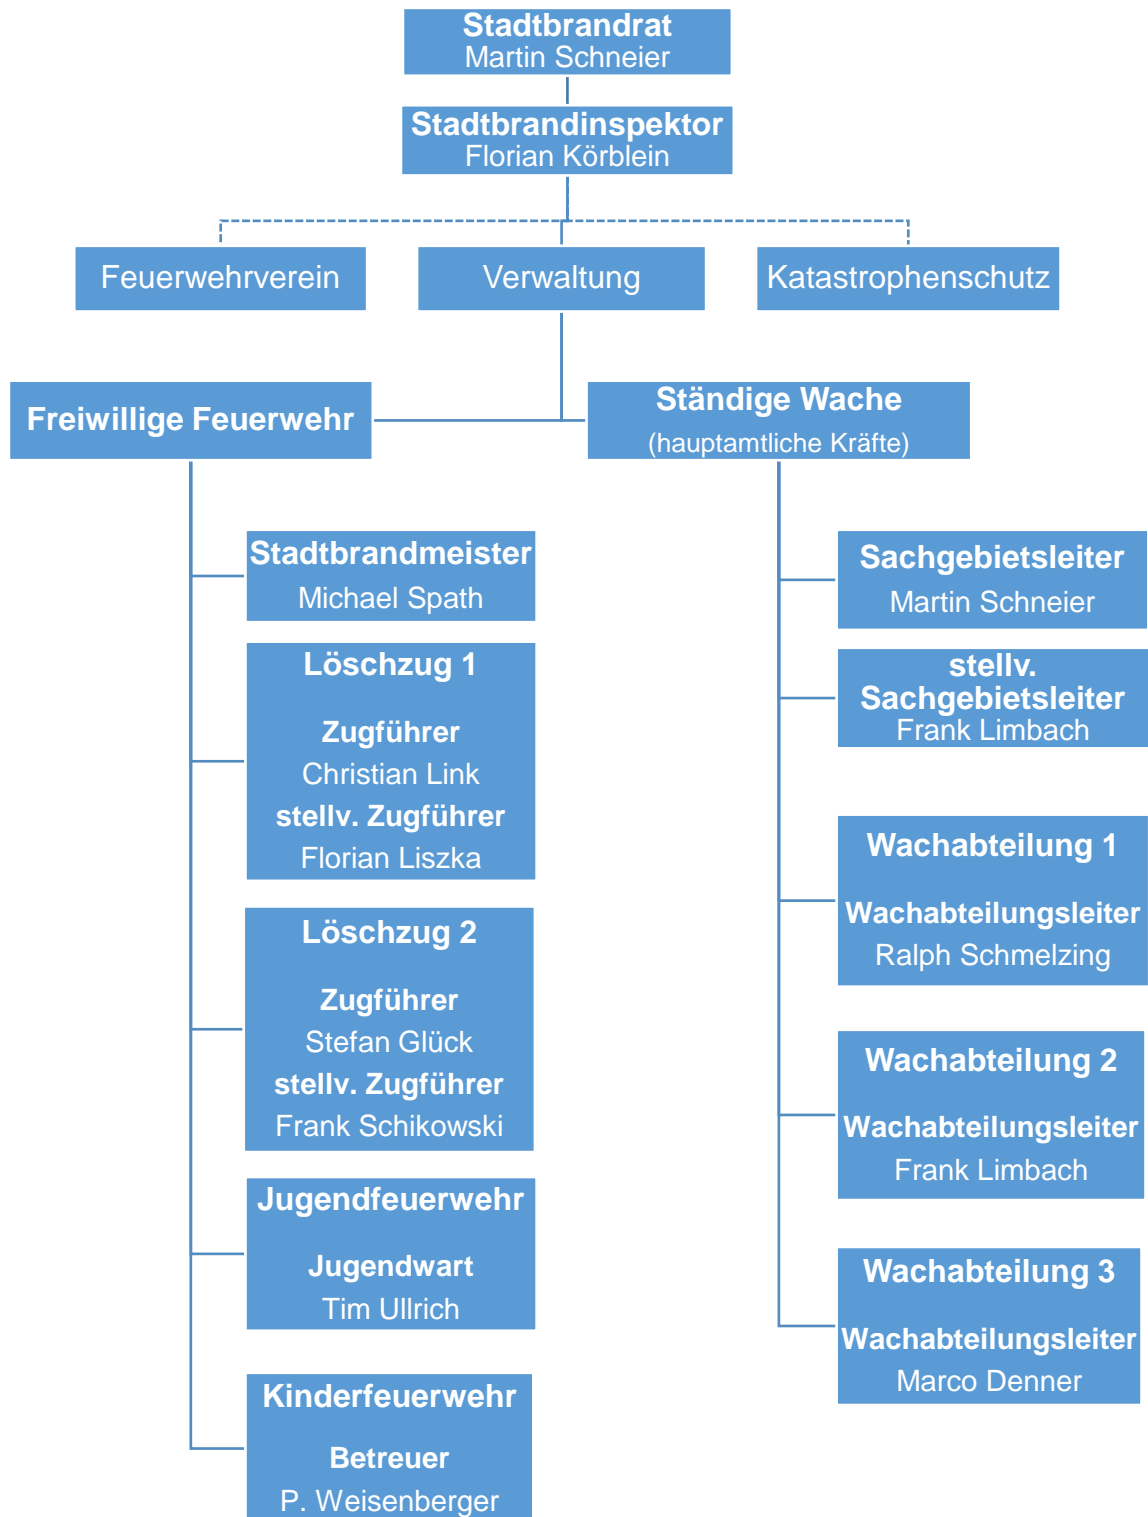 Stadtbrandrat
Martin Schneier
Stadtbrandinspektor
Florian Körblein
Feuerwehrverein
Verwaltung
Katastrophenschutz
Freiwillige Feuerwehr
Ständige Wache
(hauptamtliche Kräfte)
Stadtbrandmeister
Michael Spath
Löschzug 1
Zugführer
Christian Link
stellv. Zugführer
Florian Liszka
Löschzug 2
Zugführer
Stefan Glück
stellv. Zugführer
Frank Schikowski
Jugendfeuerwehr
Jugendwart
Tim Ullrich
Kinderfeuerwehr
Betreuer
P. Weisenberger
Sachgebietsleiter
Martin Schneier
stellv.
Sachgebietsleiter
Frank Limbach
Wachabteilung 1
Wachabteilungsleiter
Ralph Schmelzing
Wachabteilung 2
Wachabteilungsleiter
Frank Limbach
Wachabteilung 3
Wachabteilungsleiter
Marco Denner